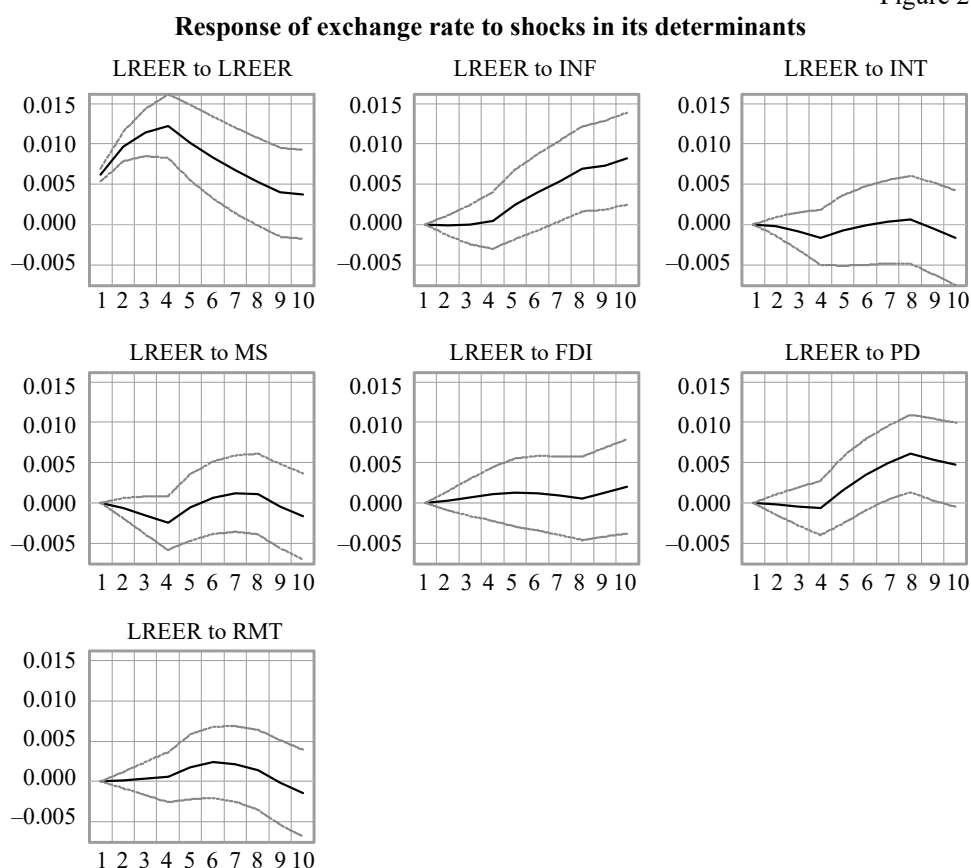 Figure 2
Response of exchange rate to shocks in its determinants
LREER to LREER
0.015
0.010
0.005
0.000
–0.005
1 2 3 4 5 6 7 8 9 10
LREER to INF
0.015
0.010
0.005
0.000
–0.005
1 2 3 4 5 6 7 8 9 10
LREER to INT
0.015
0.010
0.005
0.000
–0.005
1 2 3 4 5 6 7 8 9 10
LREER to MS
0.015
0.010
0.005
0.000
–0.005
1 2 3 4 5 6 7 8 9 10
LREER to FDI
0.015
0.010
0.005
0.000
–0.005
1 2 3 4 5 6 7 8 9 10
LREER to PD
0.015
0.010
0.005
0.000
–0.005
1 2 3 4 5 6 7 8 9 10
LREER to RMT
0.015
0.010
0.005
0.000
–0.005
1 2 3 4 5 6 7 8 9 10